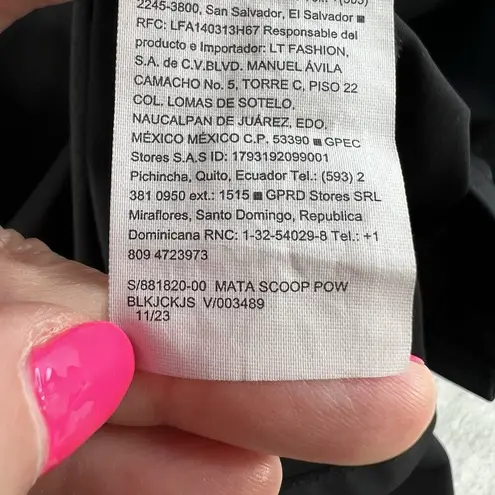 2245-3800, San Salvador, El Salvador ■
RFC: LFA140313H67 Responsable del
producto e Importador: LT FASHION,
S.A. de C.V.BLVD. MANUEL ÁVILA
CAMACHO No. 5, TORRE C, PISO 22
COL. LOMAS DE SOTELO,
NAUCALPAN DE JUÁREZ, EDO.
MÉXICO MÉXICO C.P. 53390 ■ GPEC
Stores S.A.S ID: 1793192099001
Pichincha, Quito, Ecuador Tel.: (593) 2
381 0950 ext.: 1515 ■ GPRD Stores SRL
Miraflores, Santo Domingo, Republica
Dominicana RNC: 1-32-54029-8 Tel.: +1
809 4723973
S/881820-00 MATA SCOOP POW
BLKJCKJS V/003489
11/23